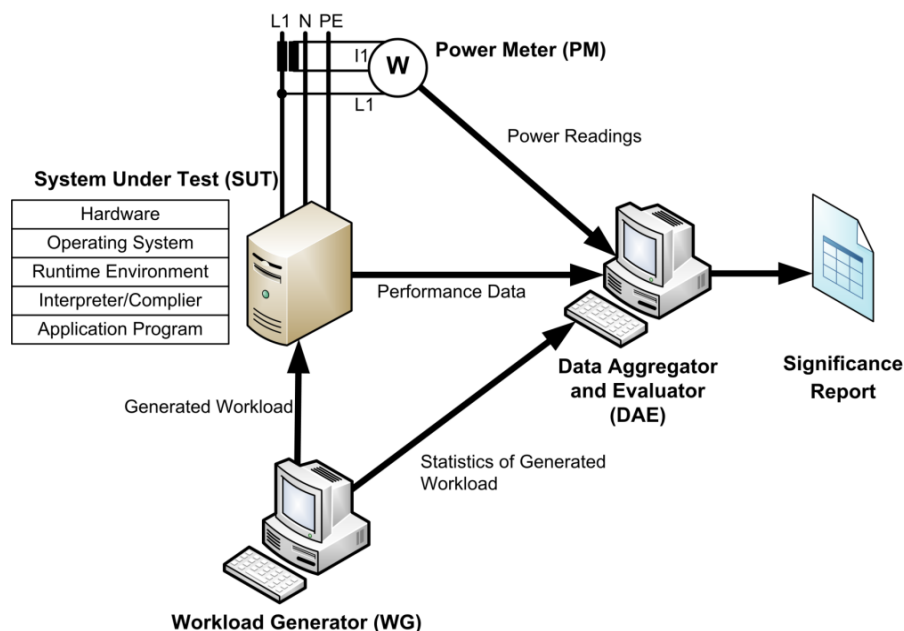 L1 N PE
I1
W
Power Meter (PM)
L1
Power Readings
System Under Test (SUT)
Hardware
Operating System
Runtime Environment
Interpreter/Complier
Application Program
Performance Data
Data Aggregator
and Evaluator
(DAE)
Significance
Report
Generated Workload
Statistics of Generated
Workload
Workload Generator (WG)